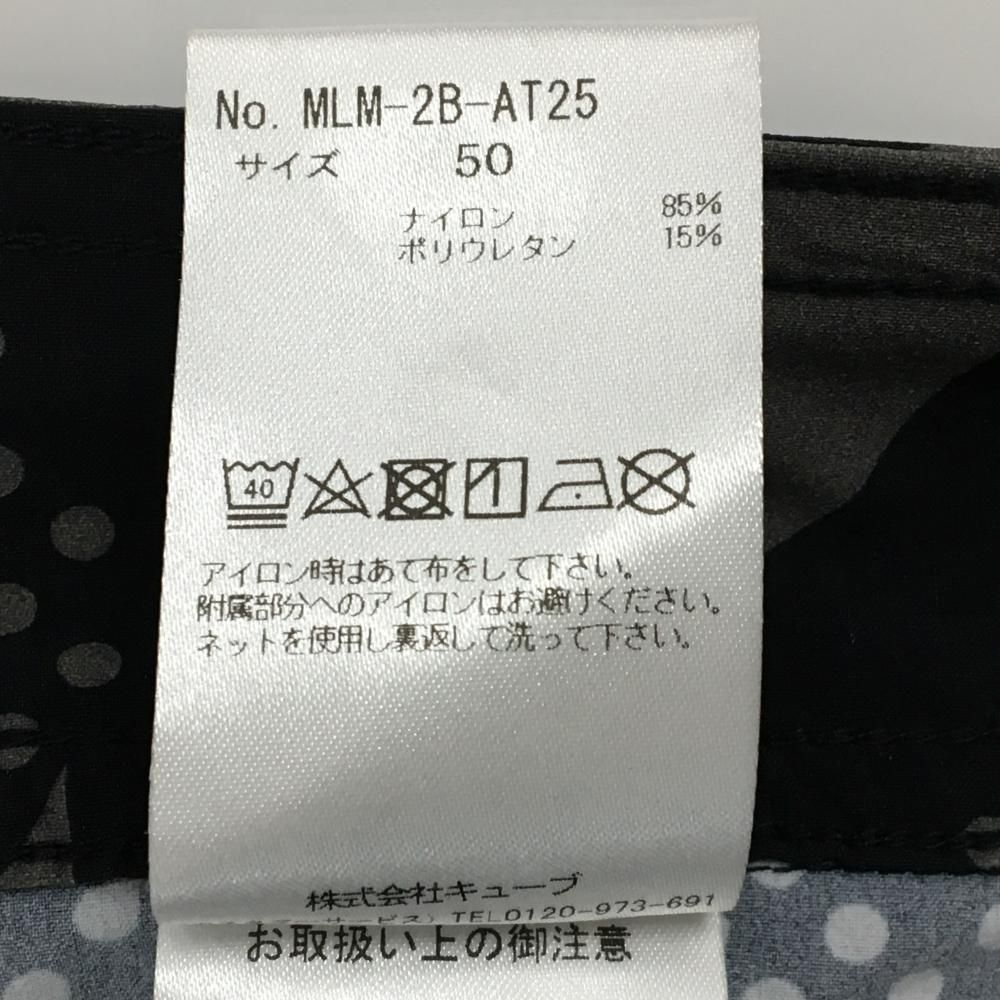 No. MLM-2B-AT25
サイズ 50
ナイロン 85%
ポリウレタン 15%
40
アイロン時はあて布をして下さい。
附属部分へのアイロンはお避けください。
ネットを使用し裏返して洗って下さい。
株式会社キューブ
サービス) TEL0120-973-691
お取扱い上の御注意